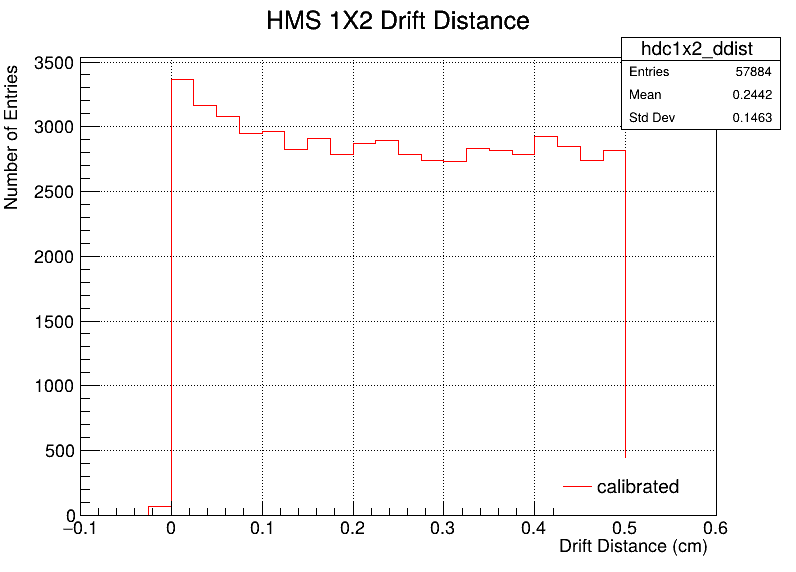 HMS 1X2 Drift Distance
hdc1x2_ddist
Entries 57884
Mean 0.2442
Std Dev 0.1463
Number of Entries
3500
3000
2500
2000
1500
1000
500
0
calibrated
−0.1 0 0.1 0.2 0.3 0.4 0.5 0.6
Drift Distance (cm)